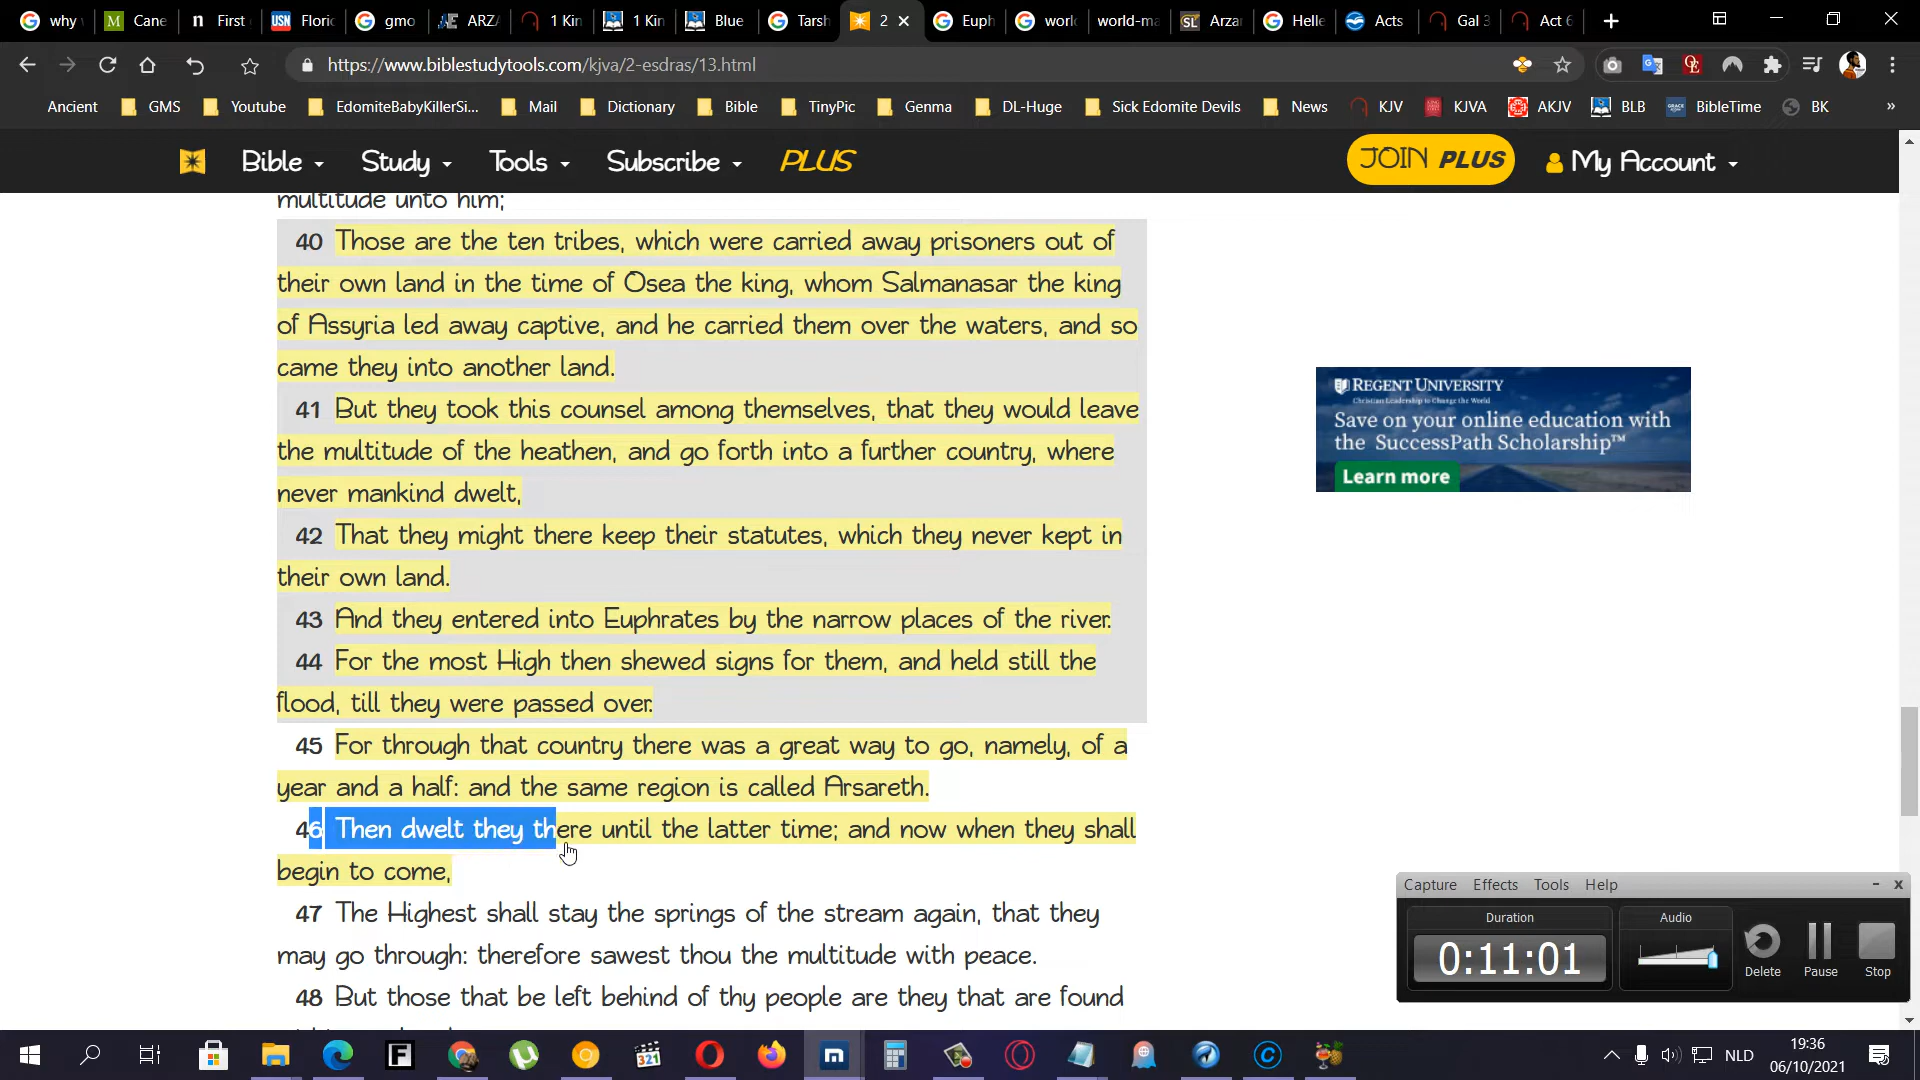 why
Cane
First
Floric
gmo
ARZA
1 Kin
1 Kin
Blue
Tarsh
2
Euph
world
world-ma
Arzar
Helle
Acts
Gal 3
Act 6
https://www.biblestudytools.com/kjva/2-esdras/13.html
Ancient
GMS
Youtube
EdomiteBabyKillerSi...
Mail
Dictionary
Bible
TinyPic
Genma
DL-Huge
Sick Edomite Devils
News
KJV
KJVA
AKJV
BLB
BibleTime
BK
»
Bible
Study
Tools
Subscribe
PLUS
JOIN PLUS
My Account
multitude unto him;
40 Those are the ten tribes, which were carried away prisoners out of
their own land in the time of Osea the king, whom Salmanasar the king
of Assyria led away captive, and he carried them over the waters, and so
came they into another land.
41 But they took this counsel among themselves, that they would leave
the multitude of the heathen, and go forth into a further country, where
never mankind dwelt,
42 That they might there keep their statutes, which they never kept in
their own land.
43 And they entered into Euphrates by the narrow places of the river.
44 For the most High then shewed signs for them, and held still the
flood, till they were passed over.
45 For through that country there was a great way to go, namely, of a
year and a half: and the same region is called Arsareth.
46 Then dwelt they there until the latter time; and now when they shall
begin to come,
47 The Highest shall stay the springs of the stream again, that they
may go through: therefore sawest thou the multitude with peace.
48 But those that be left behind of thy people are they that are found
REGENT UNIVERSITY
Christian Leadership to Change the World
Save on your online education with
the SuccessPath Scholarship™
Learn more
Capture Effects Tools Help
Duration
Audio
0:11:01
Delete
Pause
Stop
NLD
19:36
06/10/2021